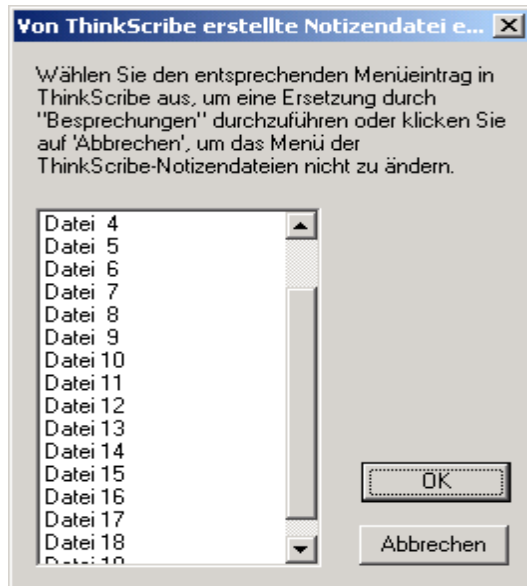 Von ThinkScribe erstellte Notizendatei e...
Wählen Sie den entsprechenden Menüeintrag in
ThinkScribe aus, um eine Ersetzung durch
"Besprechungen" durchzuführen oder klicken Sie
auf 'Abbrechen', um das Menü der
ThinkScribe-Notizendateien nicht zu ändern.
Datei 4
Datei 5
Datei 6
Datei 7
Datei 8
Datei 9
Datei 10
Datei 11
Datei 12
Datei 13
Datei 14
Datei 15
Datei 16
Datei 17
Datei 18
Datei 19
OK
Abbrechen